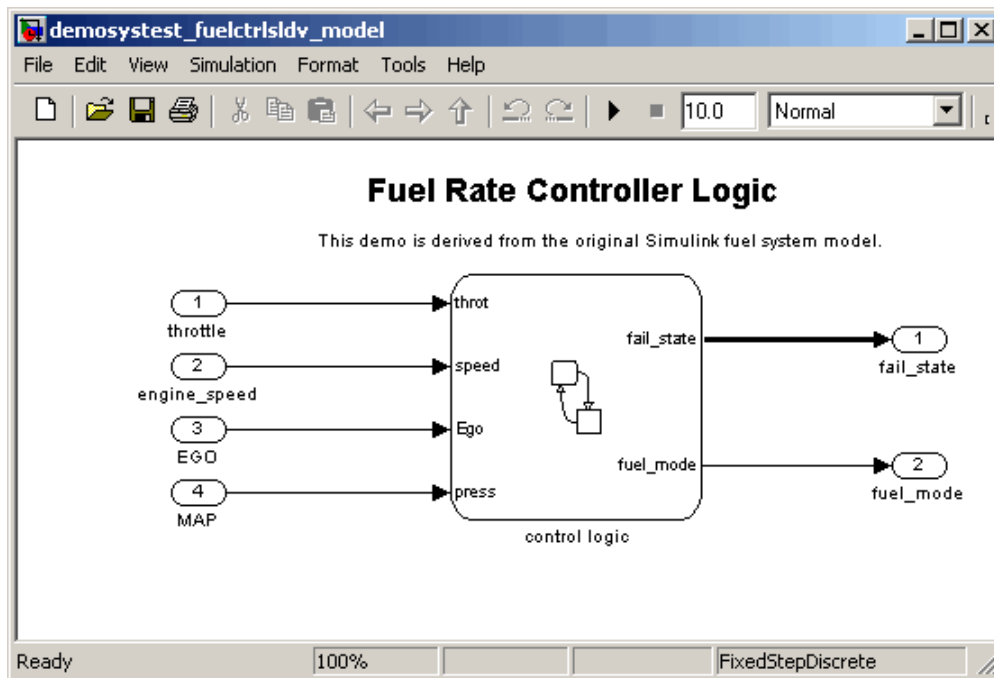 demosystest_fuelctrlsldv_model
File Edit View Simulation Format Tools Help
10.0 Normal
Fuel Rate Controller Logic
This demo is derived from the original Simulink fuel system model.
1 throt
throttle
fail_state 1
fail_state
2 speed
engine_speed
3 Ego
EGO
fuel_mode 2
fuel_mode
4 press
MAP
control logic
Ready 100% FixedStepDiscrete